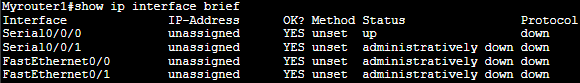 Myrouter1#show ip interface brief
Interface IP-Address OK? Method Status Protocol
Serial0/0/0 unassigned YES unset up down
Serial0/0/1 unassigned YES unset administratively down down
FastEthernet0/0 unassigned YES unset administratively down down
FastEthernet0/1 unassigned YES unset administratively down down